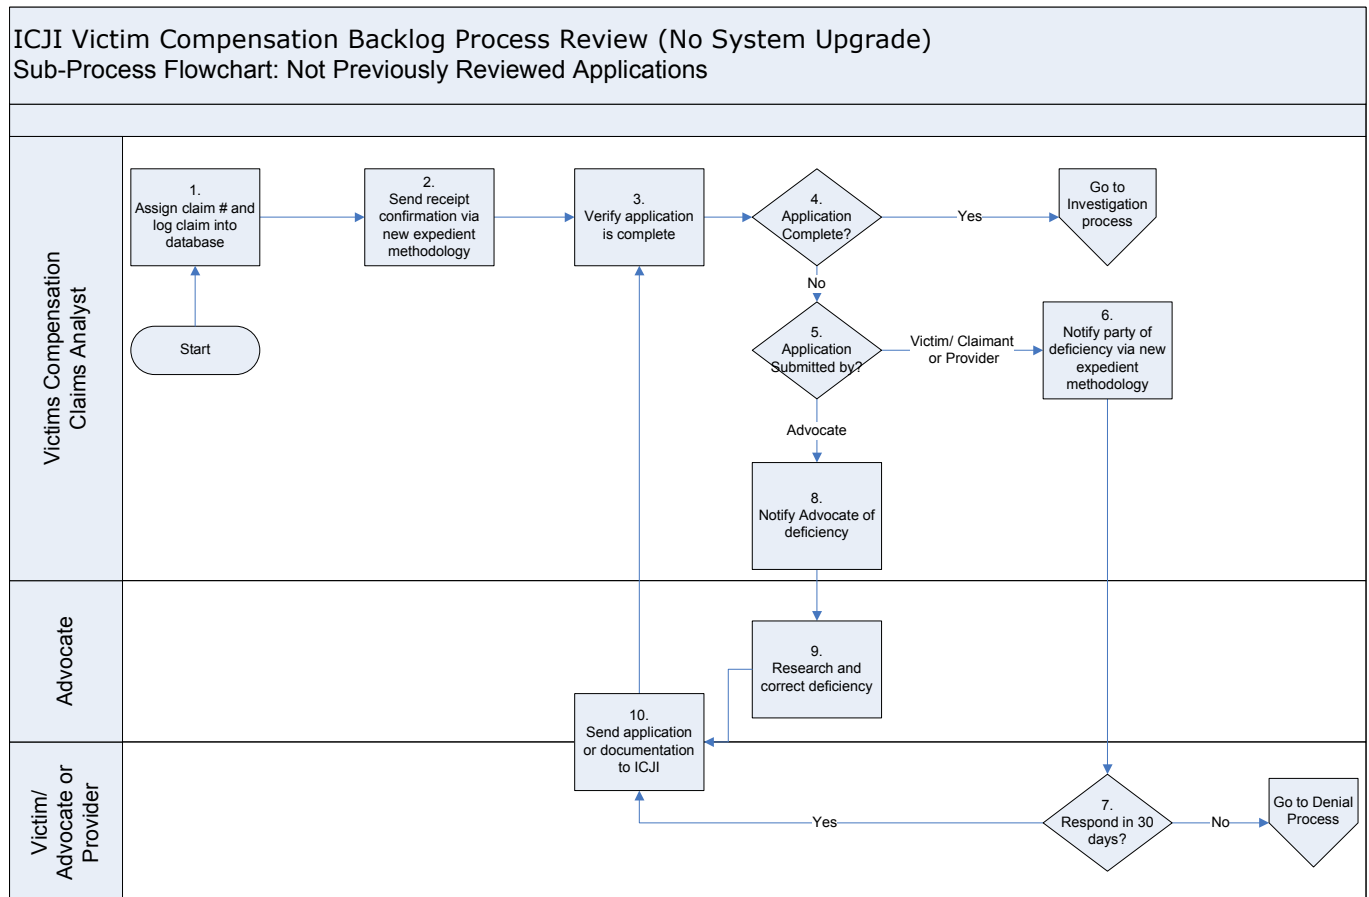 ICJI Victim Compensation Backlog Process Review (No System Upgrade)
Sub-Process Flowchart: Not Previously Reviewed Applications
Victims Compensation
Claims Analyst
1.
Assign claim # and
log claim into
database
Start
2.
Send receipt
confirmation via
new expedient
methodology
3.
Verify application
is complete
4.
Application
Complete?
Yes
Go to
Investigation
process
No
5.
Application
Submitted by?
Victim/ Claimant
or Provider
6.
Notify party of
deficiency via new
expedient
methodology
Advocate
8.
Notify Advocate of
deficiency
Advocate
9.
Research and
correct deficiency
10.
Send application
or documentation
to ICJI
Victim/
Advocate or
Provider
Yes
7.
Respond in 30
days?
No
Go to Denial
Process